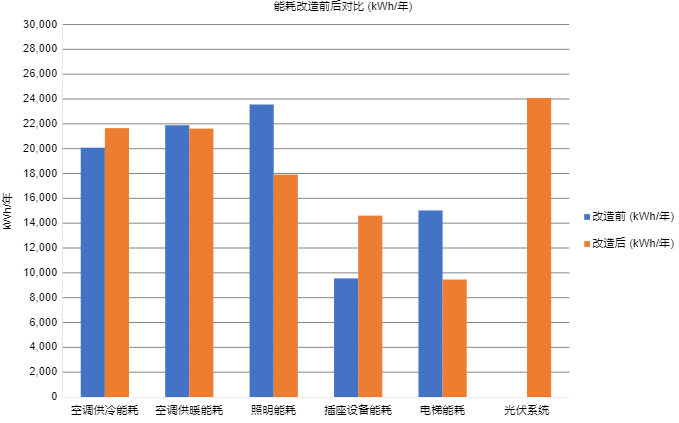 能耗改造前后对比 (kWh/年)
30,000
28,000
26,000
24,000
22,000
20,000
18,000
16,000
14,000
12,000
10,000
8,000
6,000
4,000
2,000
0
kWh/年
空调供冷能耗
空调供暖能耗
照明能耗
插座设备能耗
电梯能耗
光伏系统
改造前 (kWh/年)
改造后 (kWh/年)